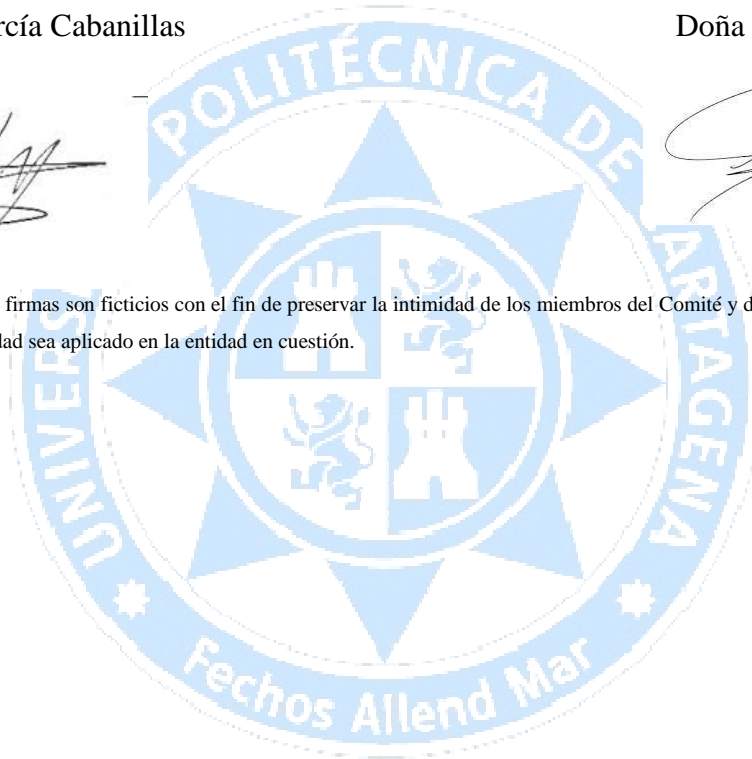 rcía Cabanillas
Doña
firmas son ficticios con el fin de preservar la intimidad de los miembros del Comité y d
dad sea aplicado en la entidad en cuestión.
UNIVERS
POLITÉCNICA DE
ARTAGENA
Fechos Allend Mar